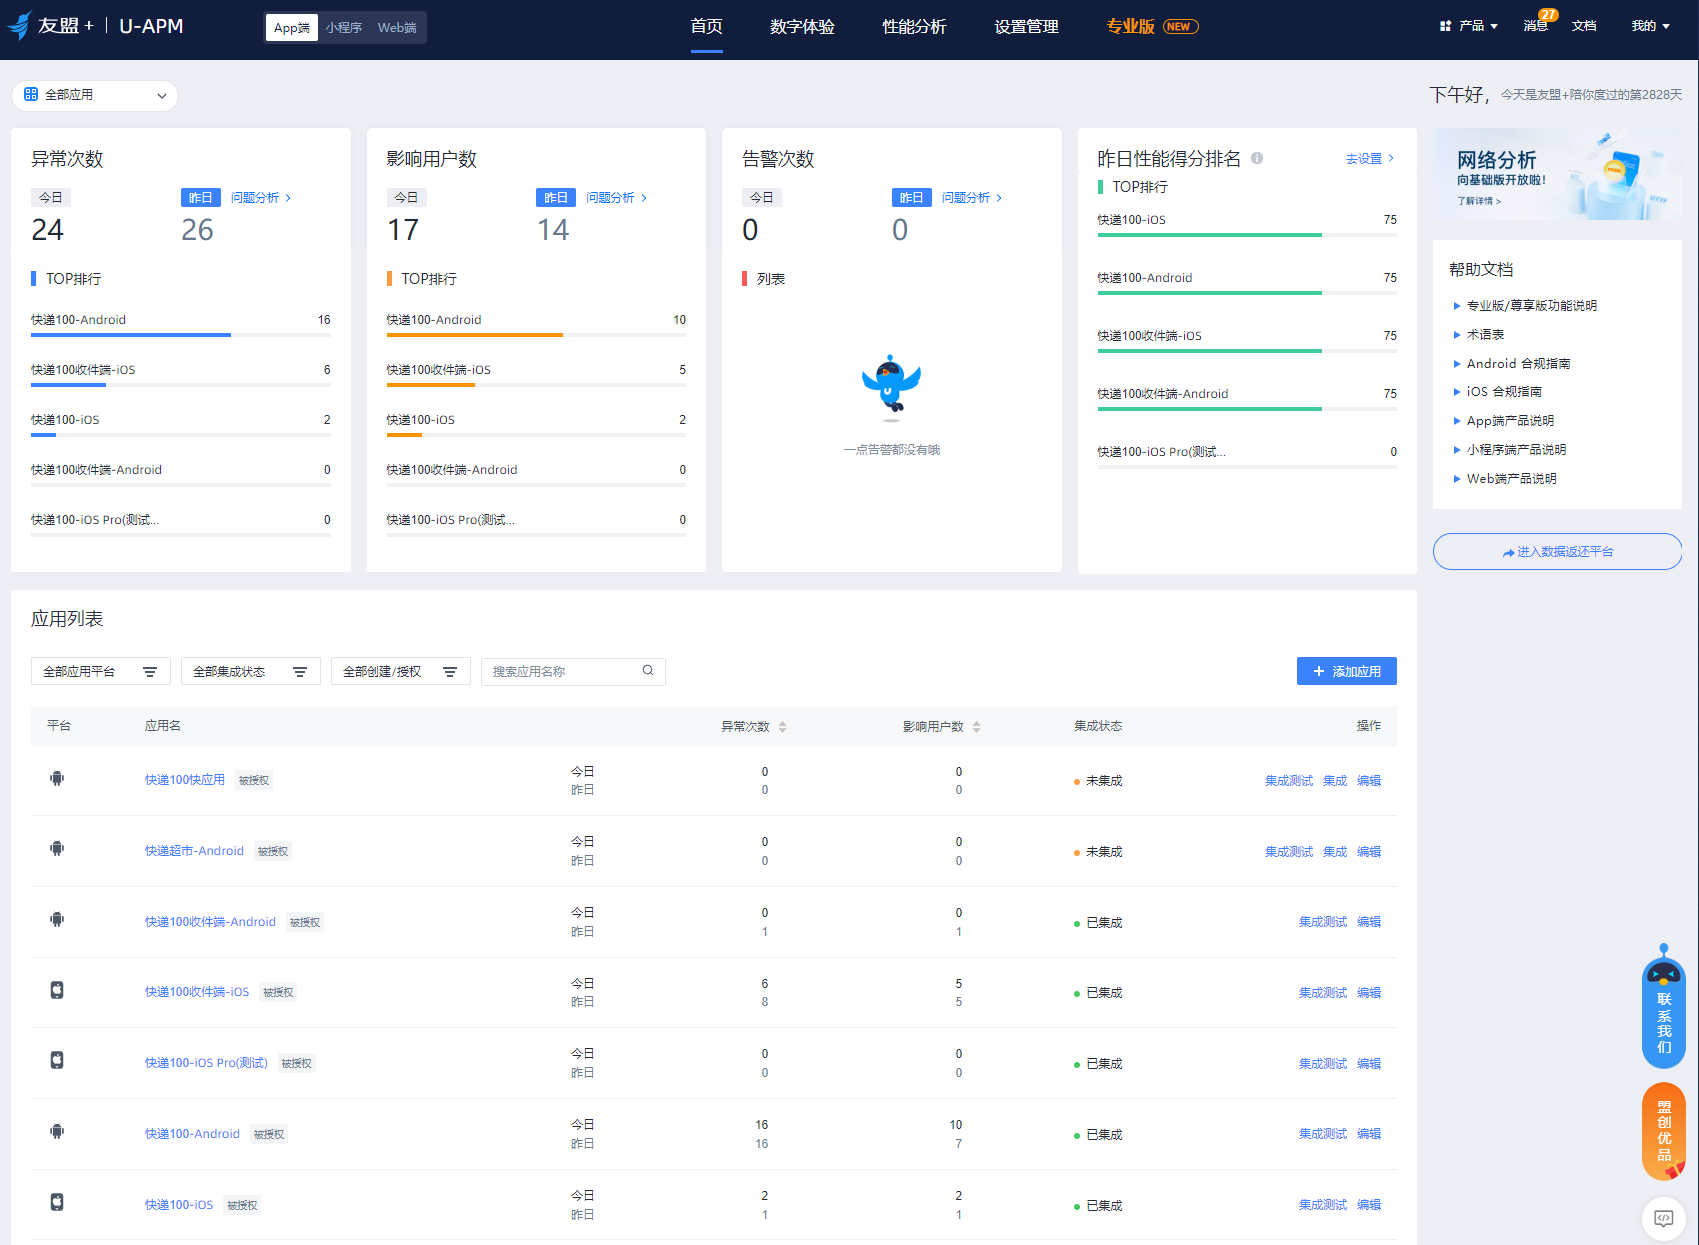 友盟+ | U-APM
App端 小程序 Web端
首页 数字体验 性能分析 设置管理 专业版 NEW
产品 消息 27 文档 我的
全部应用
下午好, 今天是友盟+陪你度过的第2828天
异常次数
今日 昨日 问题分析
24 26
TOP排行
快递100-Android 16
快递100收件端-iOS 6
快递100-iOS 2
快递100收件端-Android 0
快递100-iOS Pro(测试... 0
影响用户数
今日 昨日 问题分析
17 14
TOP排行
快递100-Android 10
快递100收件端-iOS 5
快递100-iOS 2
快递100收件端-Android 0
快递100-iOS Pro(测试... 0
告警次数
今日 昨日 问题分析
0 0
列表
一点告警都没有哦
昨日性能得分排名 去设置
TOP排行
快递100-iOS 75
快递100-Android 75
快递100收件端-iOS 75
快递100收件端-Android 75
快递100-iOS Pro(测试... 0
网络分析
向基础版开放啦!
了解详情 >
帮助文档
专业版/尊享版功能说明
术语表
Android 合规指南
iOS 合规指南
App端产品说明
小程序端产品说明
Web端产品说明
进入数据返还平台
应用列表
全部应用平台 全部集成状态 全部创建/授权 搜索应用名称 + 添加应用
平台 应用名 异常次数 影响用户数 集成状态 操作
快递100快应用 被授权 今日 0 0 未集成 集成测试 集成 编辑
昨日 0 0
快递超市-Android 被授权 今日 0 0 未集成 集成测试 集成 编辑
昨日 0 0
快递100收件端-Android 被授权 今日 0 0 已集成 集成测试 编辑
昨日 1 1
快递100收件端-iOS 被授权 今日 6 5 已集成 集成测试 编辑
昨日 8 5
快递100-iOS Pro(测试) 被授权 今日 0 0 已集成 集成测试 编辑
昨日 0 0
快递100-Android 被授权 今日 16 10 已集成 集成测试 编辑
昨日 16 7
快递100-iOS 被授权 今日 2 2 已集成 集成测试 编辑
昨日 1 1
联系我们
盟创优品